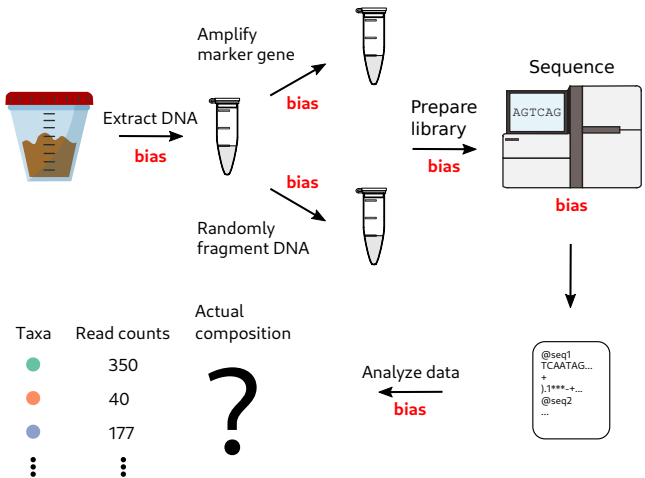 Amplify
marker gene
bias
Extract DNA
bias
bias
Randomly
fragment DNA
Prepare
library
bias
Sequence
AGTCAG
bias
@seq1
TCAATAG...
+
).1***-+...
@seq2
...
Analyze data
bias
Taxa
Read counts
Actual
composition
350
40
177
?